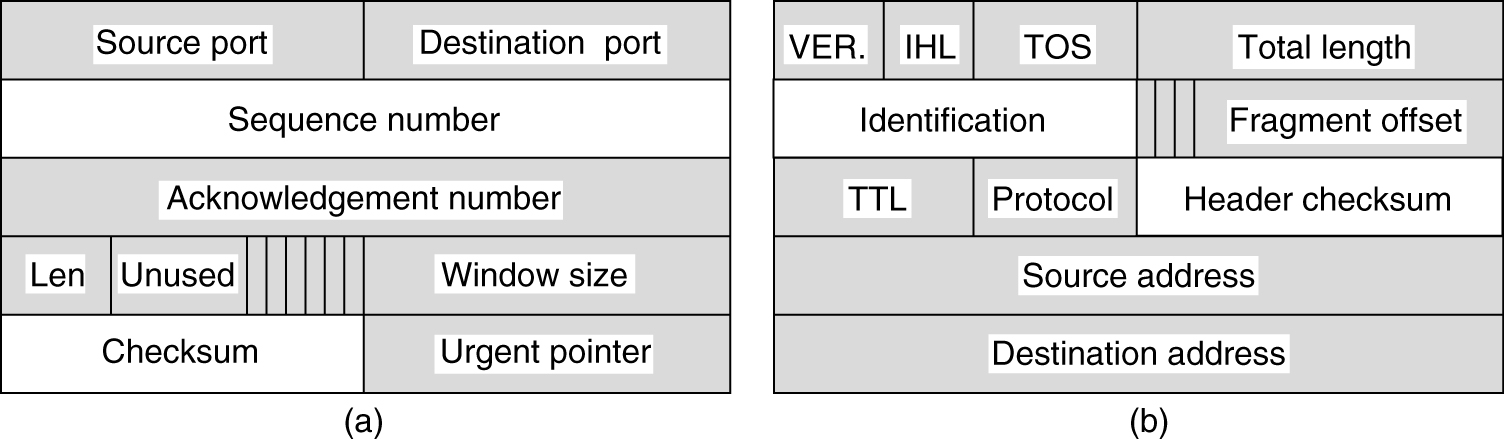 Source port Destination port
Sequence number
Acknowledgement number
Len Unused Window size
Checksum Urgent pointer
(a)
VER. IHL TOS Total length
Identification Fragment offset
TTL Protocol Header checksum
Source address
Destination address
(b)